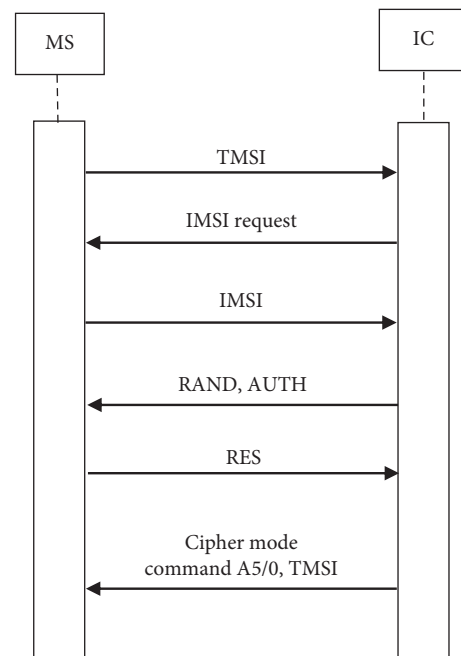 MS
IC
TMSI
IMSI request
IMSI
RAND, AUTH
RES
Cipher mode
command A5/0, TMSI